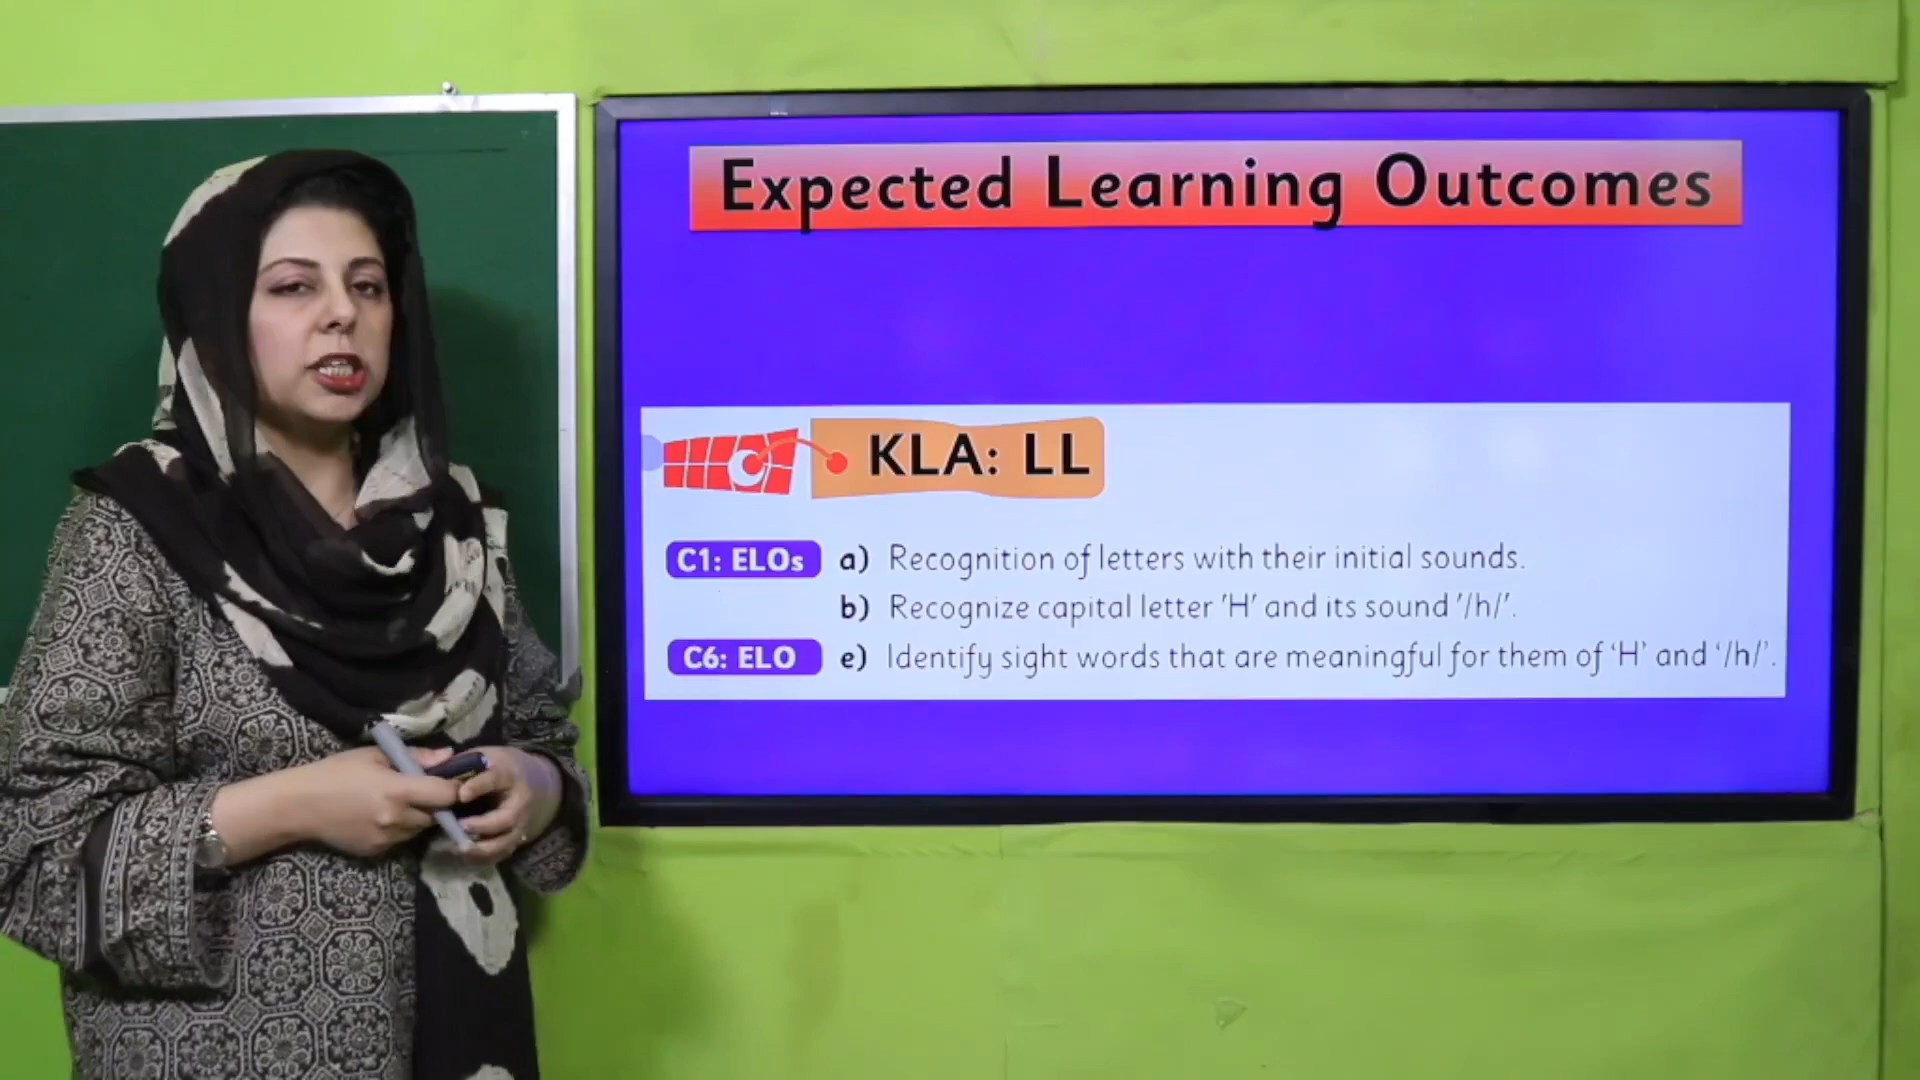 Expected Learning Outcomes
KLA: LL
C1: ELOs a) Recognition of letters with their initial sounds.
b) Recognize capital letter 'H' and its sound '/h/'.
C6: ELO e) Identify sight words that are meaningful for them of 'H' and '/h/'.